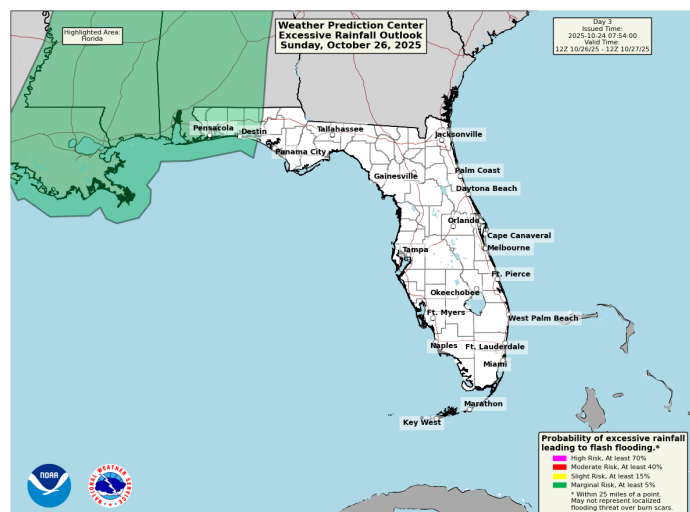 Weather Prediction Center
Excessive Rainfall Outlook
Sunday, October 26, 2025
Highlighted Area:
Florida
Day 3
Issued Time:
2025-10-24 07:54:00
Valid Time:
12Z 10/26/25 - 12Z 10/27/25
Pensacola
Destin
Tallahassee
Jacksonville
Panama City
Gainesville
Palm Coast
Daytona Beach
Orlando
Cape Canaveral
Melbourne
Tampa
Ft. Pierce
Okeechobee
Ft. Myers
West Palm Beach
Naples
Ft. Lauderdale
Miami
Marathon
Key West
NOAA
NATIONAL WEATHER SERVICE
Probability of excessive rainfall
leading to flash flooding.*
High Risk, At least 70%
Moderate Risk, At least 40%
Slight Risk, At least 15%
Marginal Risk, At least 5%
* Within 25 miles of a point.
May not represent localized
flooding threat over burn scars.